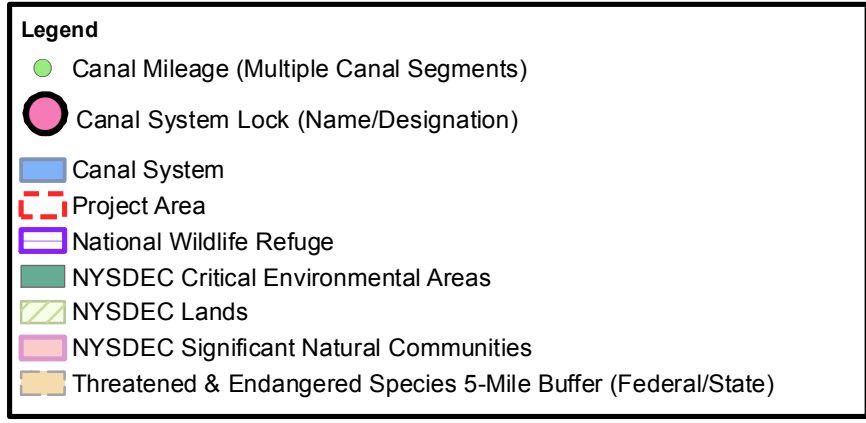 Legend
Canal Mileage (Multiple Canal Segments)
Canal System Lock (Name/Designation)
Canal System
Project Area
National Wildlife Refuge
NYSDEC Critical Environmental Areas
NYSDEC Lands
NYSDEC Significant Natural Communities
Threatened & Endangered Species 5-Mile Buffer (Federal/State)